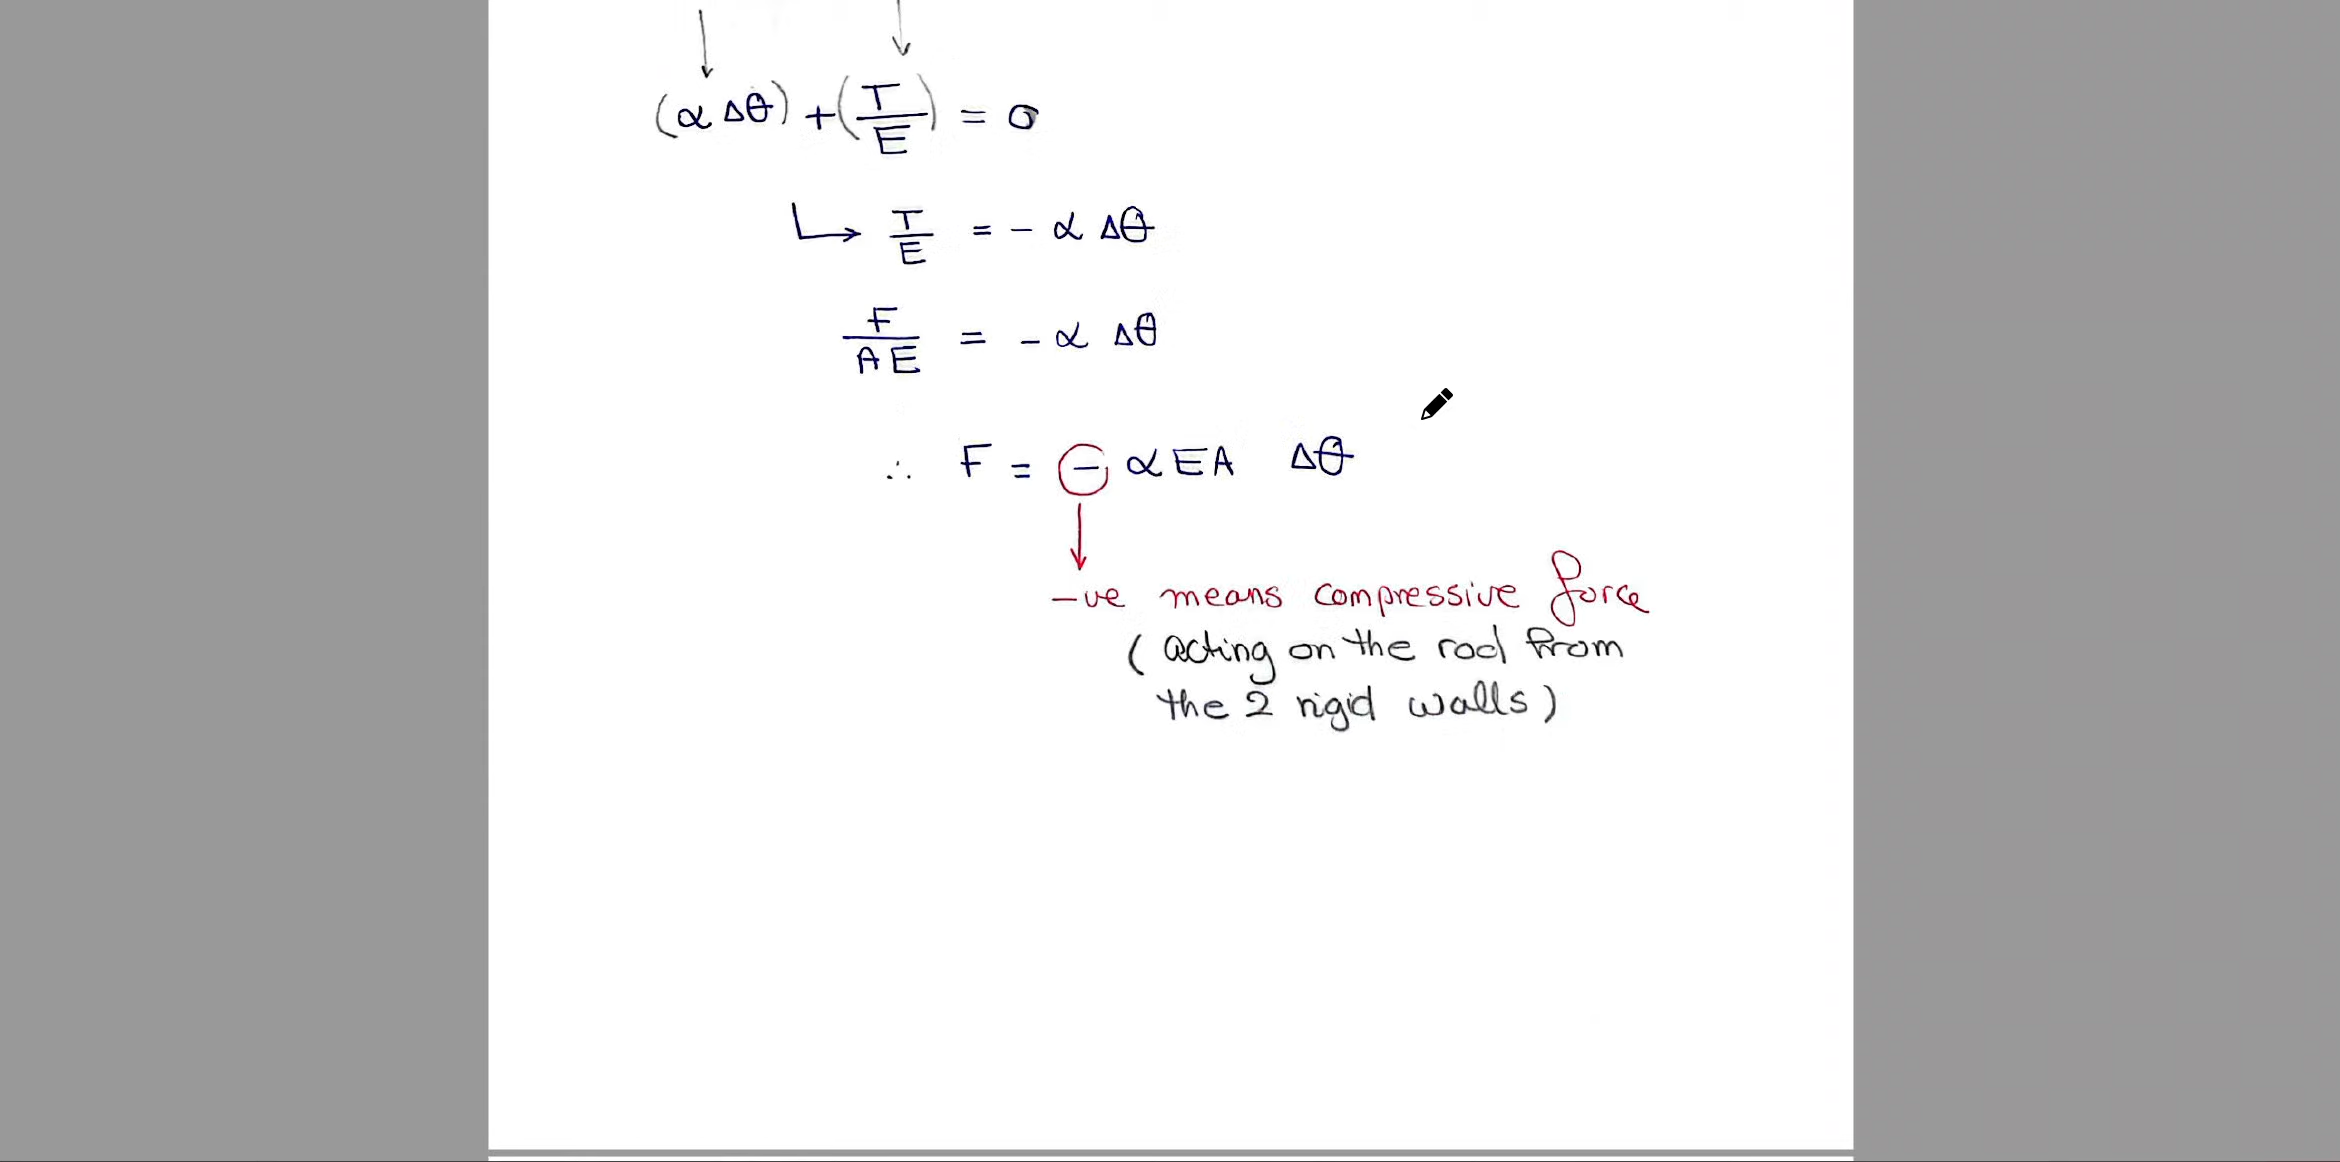 (α Δθ) + (T/E) = 0
↳ T/E = - α Δθ
F/AE = - α Δθ
∴ F = - α E A Δθ
-ve means compressive force
(acting on the rod from
the 2 rigid walls)